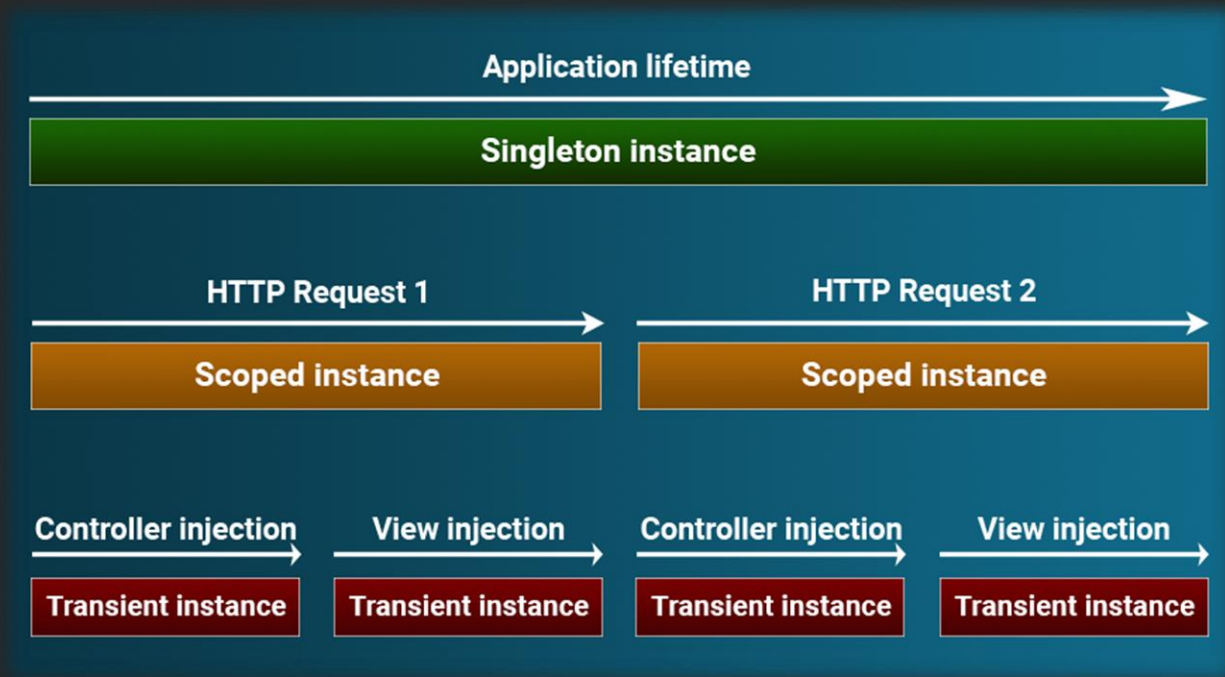 Application lifetime
Singleton instance
HTTP Request 1
HTTP Request 2
Scoped instance
Scoped instance
Controller injection
View injection
Controller injection
View injection
Transient instance
Transient instance
Transient instance
Transient instance